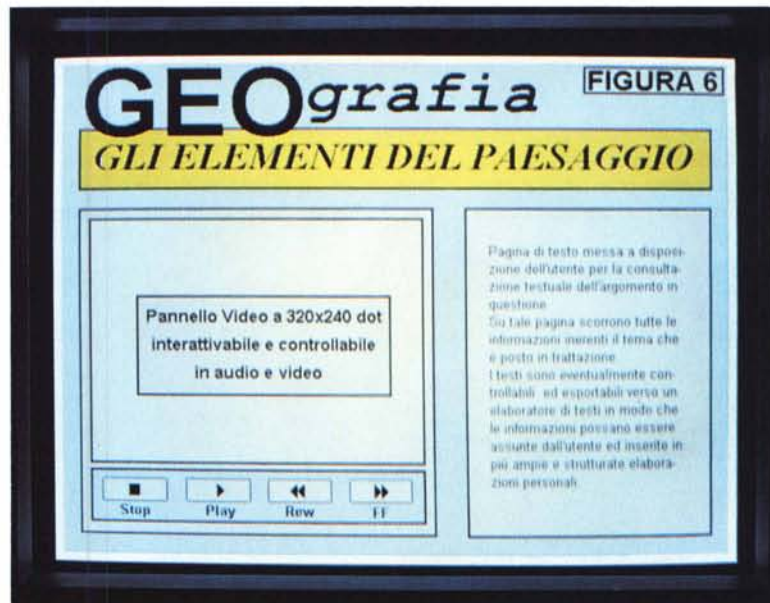 GEOgrafia
FIGURA 6
GLI ELEMENTI DEL PAESAGGIO
Pannello Video a 320x240 dot
interattivabile e controllabile
in audio e video
Stop Play Rew FF
Pagina di testo messa a disposi-
zione dell'utente per la consulta-
zione testuale dell'argomento in
questione.
Su tale pagina scorrono tutte le
informazioni inerenti il tema che
è posto in trattazione.
I testi sono eventualmente con-
trollabili ed esportabili verso un
elaboratore di testi in modo che
le informazioni possano essere
assunte dall'utente ed inserite in
più ampie e strutturate elabora-
zioni personali.